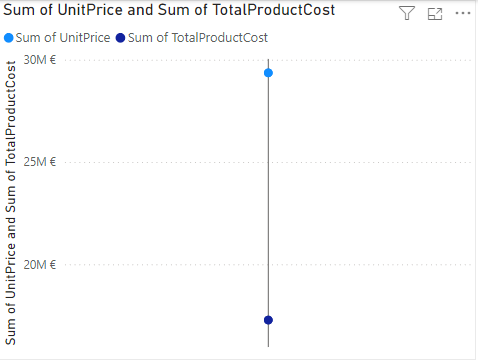 Sum of UnitPrice and Sum of TotalProductCost
Sum of UnitPrice Sum of TotalProductCost
Sum of UnitPrice and Sum of TotalProductCost
30M €
25M €
20M €